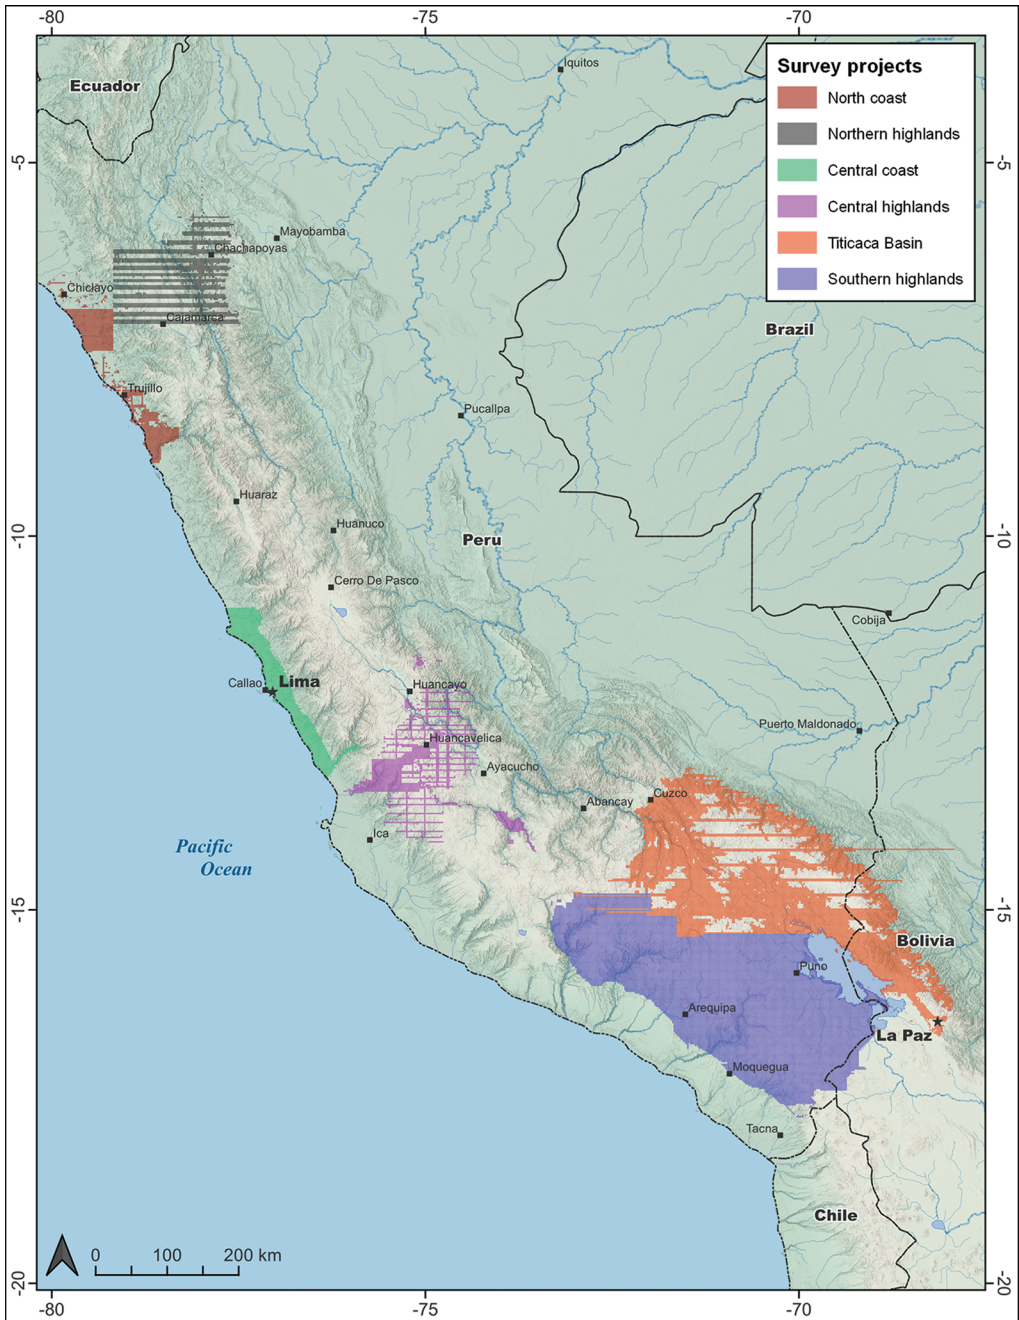 -80
-75
-70
Survey projects
North coast
Northern highlands
Central coast
Central highlands
Titicaca Basin
Southern highlands
Ecuador
Iquitos
-5
-5
Mayobamba
Chachapoyas
Chiclayo
Cajamarca
Brazil
Trujillo
Pucallpa
Huaraz
Huanuco
-10
Peru
-10
Cerro De Pasco
Cobija
Callao
Lima
Huancayo
Puerto Maldonado
Huancavelica
Ayacucho
Cuzco
Abancay
Ica
Pacific
Ocean
-15
-15
Bolivia
Puno
Arequipa
La Paz
Moquegua
Tacna
Chile
0
100
200 km
-20
-20
-80
-75
-70